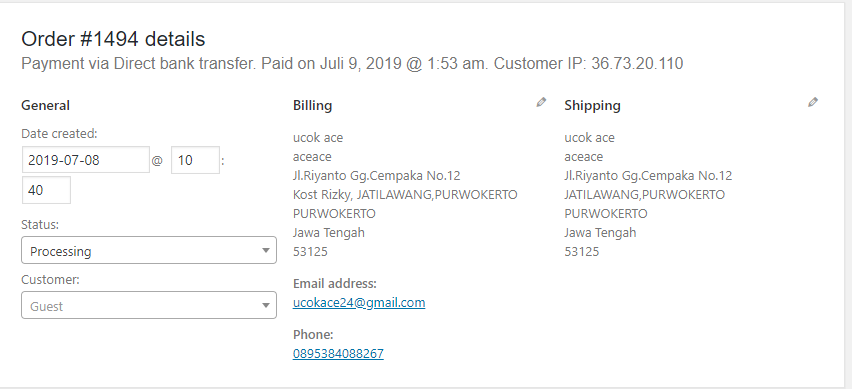 Order #1494 details
Payment via Direct bank transfer. Paid on Juli 9, 2019 @ 1:53 am. Customer IP: 36.73.20.110
General
Date created:
2019-07-08 @ 10 :
40
Status:
Processing
Customer:
Guest
Billing
ucok ace
aceace
Jl.Riyanto Gg.Cempaka No.12
Kost Rizky, JATILAWANG,PURWOKERTO
PURWOKERTO
Jawa Tengah
53125
Email address:
ucokace24@gmail.com
Phone:
0895384088267
Shipping
ucok ace
aceace
Jl.Riyanto Gg.Cempaka No.12
JATILAWANG,PURWOKERTO
PURWOKERTO
Jawa Tengah
53125